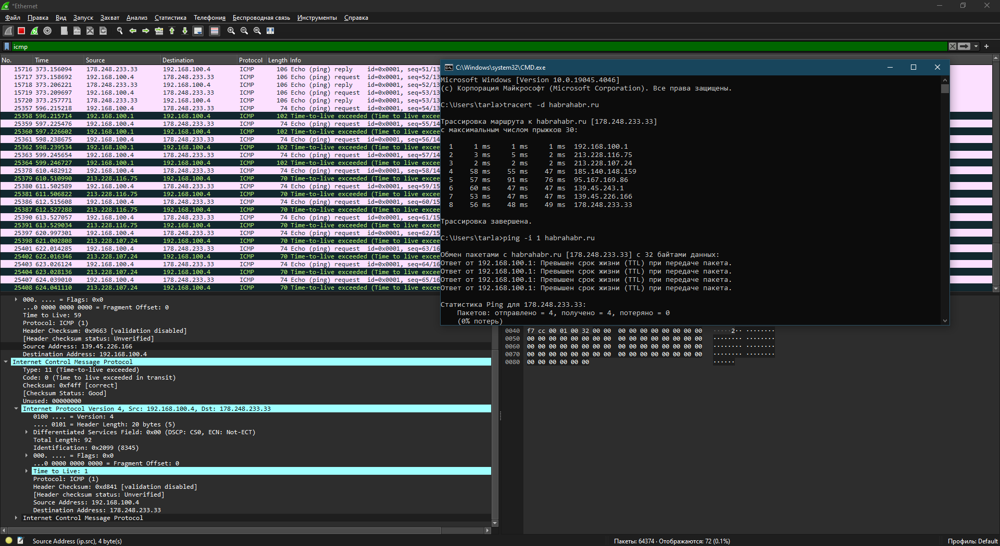 *Ethernet
Файл Правка Вид Запуск Захват Анализ Статистика Телефония Беспроводная связь Инструменты Справка
icmp
No. Time Source Destination Protocol Length Info
15716 373.156094 178.248.233.33 192.168.100.4 ICMP 106 Echo (ping) reply id=0x0001, seq=51/13
15717 373.158692 192.168.100.4 178.248.233.33 ICMP 106 Echo (ping) request id=0x0001, seq=52/13
15718 373.206221 178.248.233.33 192.168.100.4 ICMP 106 Echo (ping) reply id=0x0001, seq=52/13
15719 373.209697 192.168.100.4 178.248.233.33 ICMP 106 Echo (ping) request id=0x0001, seq=53/13
15720 373.257771 178.248.233.33 192.168.100.4 ICMP 106 Echo (ping) reply id=0x0001, seq=53/13
25357 596.215218 192.168.100.4 178.248.233.33 ICMP 74 Echo (ping) request id=0x0001, seq=54/13
25358 596.215714 192.168.100.1 192.168.100.4 ICMP 102 Time-to-live exceeded (Time to live excee
25359 597.225476 192.168.100.4 178.248.233.33 ICMP 74 Echo (ping) request id=0x0001, seq=55/14
25360 597.226602 192.168.100.1 192.168.100.4 ICMP 102 Time-to-live exceeded (Time to live excee
25361 598.238675 192.168.100.4 178.248.233.33 ICMP 74 Echo (ping) request id=0x0001, seq=56/14
25362 598.239534 192.168.100.1 192.168.100.4 ICMP 102 Time-to-live exceeded (Time to live excee
25363 599.245654 192.168.100.4 178.248.233.33 ICMP 74 Echo (ping) request id=0x0001, seq=57/14
25364 599.246727 192.168.100.1 192.168.100.4 ICMP 102 Time-to-live exceeded (Time to live excee
25378 610.482912 192.168.100.4 178.248.233.33 ICMP 74 Echo (ping) request id=0x0001, seq=58/14
25379 610.510990 213.228.116.75 192.168.100.4 ICMP 70 Time-to-live exceeded (Time to live excee
25380 611.502589 192.168.100.4 178.248.233.33 ICMP 74 Echo (ping) request id=0x0001, seq=59/15
25381 611.506822 213.228.116.75 192.168.100.4 ICMP 70 Time-to-live exceeded (Time to live excee
25386 612.515608 192.168.100.4 178.248.233.33 ICMP 74 Echo (ping) request id=0x0001, seq=60/15
25387 612.527288 213.228.116.75 192.168.100.4 ICMP 70 Time-to-live exceeded (Time to live excee
25390 613.527057 192.168.100.4 178.248.233.33 ICMP 74 Echo (ping) request id=0x0001, seq=61/15
25391 613.529034 213.228.116.75 192.168.100.4 ICMP 70 Time-to-live exceeded (Time to live excee
25397 620.997301 192.168.100.4 178.248.233.33 ICMP 74 Echo (ping) request id=0x0001, seq=62/15
25398 621.002808 213.228.107.24 192.168.100.4 ICMP 70 Time-to-live exceeded (Time to live excee
25401 622.014285 192.168.100.4 178.248.233.33 ICMP 74 Echo (ping) request id=0x0001, seq=63/16
25402 622.016346 213.228.107.24 192.168.100.4 ICMP 70 Time-to-live exceeded (Time to live excee
25403 623.026124 192.168.100.4 178.248.233.33 ICMP 74 Echo (ping) request id=0x0001, seq=64/16
25404 623.028136 213.228.107.24 192.168.100.4 ICMP 70 Time-to-live exceeded (Time to live excee
25407 624.039010 192.168.100.4 178.248.233.33 ICMP 74 Echo (ping) request id=0x0001, seq=65/16
25408 624.041110 213.228.107.24 192.168.100.4 ICMP 70 Time-to-live exceeded (Time to live excee
C:\Windows\system32\CMD.exe
Microsoft Windows [Version 10.0.19045.4046]
(c) Корпорация Майкрософт (Microsoft Corporation). Все права защищены.
C:\Users\tarla>tracert -d habrahabr.ru
Трассировка маршрута к habrahabr.ru [178.248.233.33]
с максимальным числом прыжков 30:
1 1 ms 1 ms 1 ms 192.168.100.1
2 3 ms 5 ms 2 ms 213.228.116.75
3 2 ms 2 ms 2 ms 213.228.107.24
4 58 ms 55 ms 47 ms 185.140.148.159
5 57 ms 91 ms 76 ms 95.167.169.86
6 60 ms 47 ms 47 ms 139.45.243.1
7 53 ms 47 ms 47 ms 139.45.226.166
8 56 ms 48 ms 49 ms 178.248.233.33
Трассировка завершена.
C:\Users\tarla>ping -i 1 habrahabr.ru
Обмен пакетами с habrahabr.ru [178.248.233.33] с 32 байтами данных:
Ответ от 192.168.100.1: Превышен срок жизни (TTL) при передаче пакета.
Ответ от 192.168.100.1: Превышен срок жизни (TTL) при передаче пакета.
Ответ от 192.168.100.1: Превышен срок жизни (TTL) при передаче пакета.
Ответ от 192.168.100.1: Превышен срок жизни (TTL) при передаче пакета.
Статистика Ping для 178.248.233.33:
Пакетов: отправлено = 4, получено = 4, потеряно = 0
(0% потерь)
000. .... = Flags: 0x0
...0 0000 0000 0000 = Fragment Offset: 0
Time to Live: 59
Protocol: ICMP (1)
Header Checksum: 0x9663 [validation disabled]
[Header checksum status: Unverified]
Source Address: 139.45.226.166
Destination Address: 192.168.100.4
Internet Control Message Protocol
Type: 11 (Time-to-live exceeded)
Code: 0 (Time to live exceeded in transit)
Checksum: 0xf4ff [correct]
[Checksum Status: Good]
Unused: 00000000
Internet Protocol Version 4, Src: 192.168.100.4, Dst: 178.248.233.33
0100 .... = Version: 4
.... 0101 = Header Length: 20 bytes (5)
Differentiated Services Field: 0x00 (DSCP: CS0, ECN: Not-ECT)
Total Length: 92
Identification: 0x2099 (8345)
000. .... = Flags: 0x0
...0 0000 0000 0000 = Fragment Offset: 0
Time to Live: 1
Protocol: ICMP (1)
Header Checksum: 0xd841 [validation disabled]
[Header checksum status: Unverified]
Source Address: 192.168.100.4
Destination Address: 178.248.233.33
Internet Control Message Protocol
0040 f7 cc 00 01 00 32 00 00 00 00 00 00 00 00 00 00 ·····2·· ········
0050 00 00 00 00 00 00 00 00 00 00 00 00 00 00 00 00 ········ ········
0060 00 00 00 00 00 00 00 00 00 00 00 00 00 00 00 00 ········ ········
0070 00 00 00 00 00 00 00 00 00 00 00 00 00 00 00 00 ········ ········
0080 00 00 00 00 00 00 ······
Source Address (ip.src), 4 byte(s)
Пакеты: 64374 · Отображаются: 72 (0.1%)
Профиль: Default